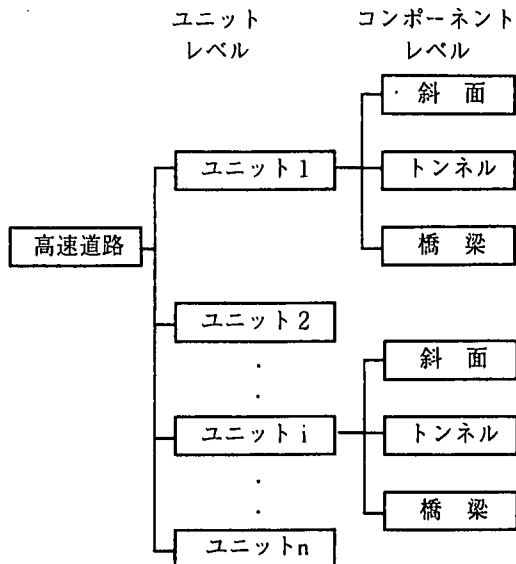 ユニット
レベル
コンポーネント
レベル
斜 面
ユニット1
トンネル
高速道路
橋 梁
ユニット2
斜 面
ユニットi
トンネル
橋 梁
ユニットn